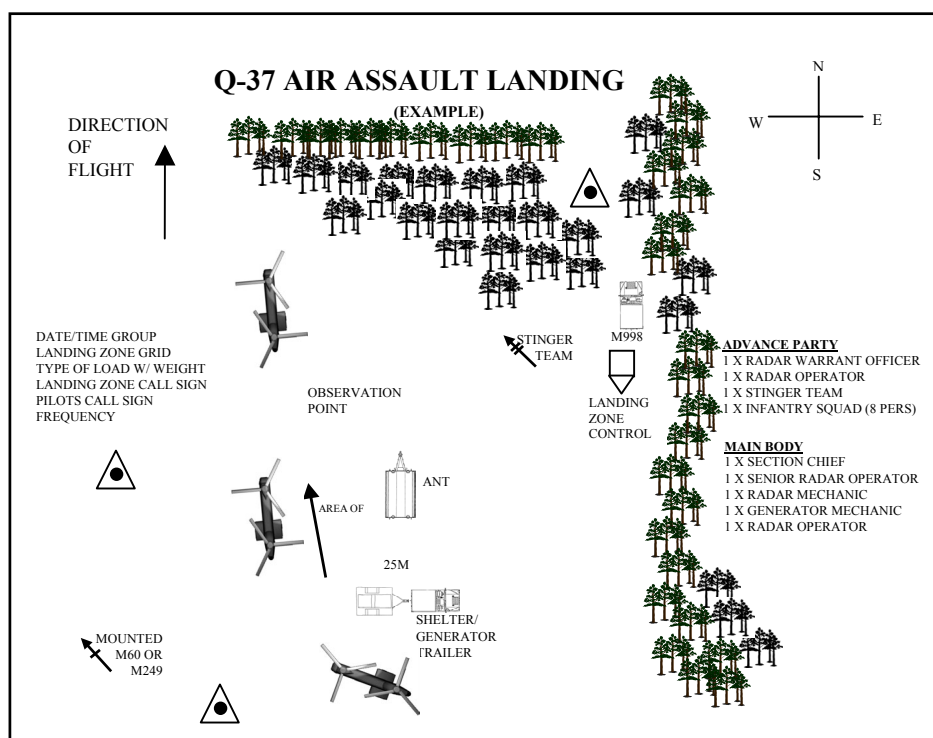 Q-37 AIR ASSAULT LANDING
(EXAMPLE)
DIRECTION
OF
FLIGHT
N
W
E
S
DATE/TIME GROUP
LANDING ZONE GRID
TYPE OF LOAD W/ WEIGHT
LANDING ZONE CALL SIGN
PILOTS CALL SIGN
FREQUENCY
OBSERVATION
POINT
STINGER
TEAM
M998
LANDING
ZONE
CONTROL
ADVANCE PARTY
1 X RADAR WARRANT OFFICER
1 X RADAR OPERATOR
1 X STINGER TEAM
1 X INFANTRY SQUAD (8 PERS)
MAIN BODY
1 X SECTION CHIEF
1 X SENIOR RADAR OPERATOR
1 X RADAR MECHANIC
1 X GENERATOR MECHANIC
1 X RADAR OPERATOR
ANT
AREA OF
25M
SHELTER/
GENERATOR
TRAILER
MOUNTED
M60 OR
M249